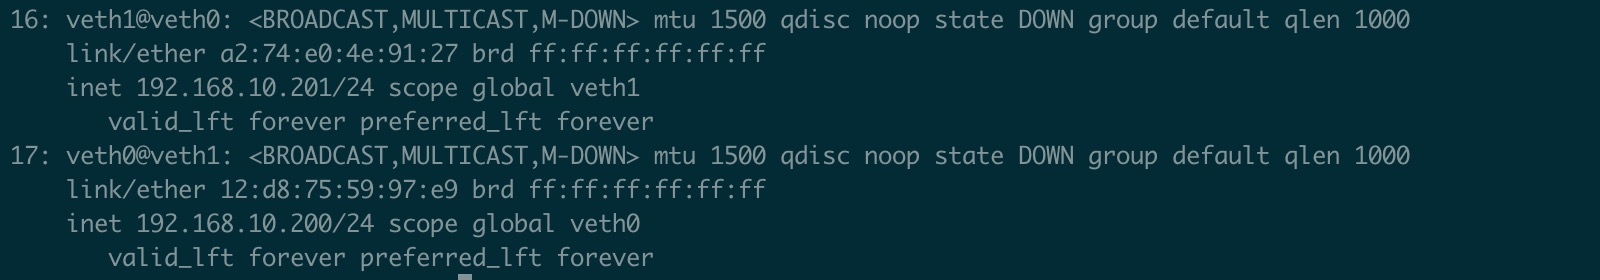 16: veth1@veth0: <BROADCAST,MULTICAST,M-DOWN> mtu 1500 qdisc noop state DOWN group default qlen 1000
    link/ether a2:74:e0:4e:91:27 brd ff:ff:ff:ff:ff:ff
    inet 192.168.10.201/24 scope global veth1
       valid_lft forever preferred_lft forever
17: veth0@veth1: <BROADCAST,MULTICAST,M-DOWN> mtu 1500 qdisc noop state DOWN group default qlen 1000
    link/ether 12:d8:75:59:97:e9 brd ff:ff:ff:ff:ff:ff
    inet 192.168.10.200/24 scope global veth0
       valid_lft forever preferred_lft forever